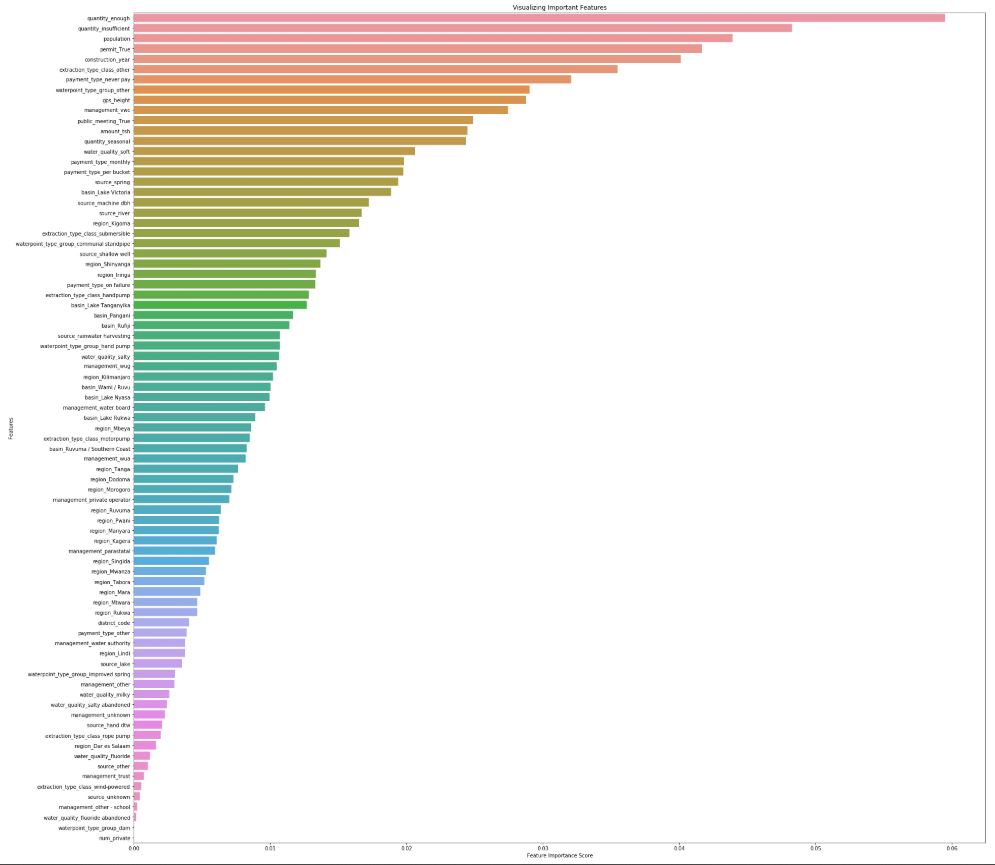 Visualizing Important Features
quantity_enough
quantity_insufficient
population
permit_True
construction_year
extraction_type_class_other
payment_type_never pay
waterpoint_type_group_other
gps_height
management_vwc
public_meeting_True
amount_tsh
quantity_seasonal
water_quality_soft
payment_type_monthly
payment_type_per bucket
source_spring
basin_Lake Victoria
source_machine dbh
source_river
region_Kigoma
extraction_type_class_submersible
waterpoint_type_group_communal standpipe
source_shallow well
region_Shinyanga
region_Iringa
payment_type_on failure
extraction_type_class_handpump
basin_Lake Tanganyika
basin_Pangani
basin_Rufiji
source_rainwater harvesting
waterpoint_type_group_hand pump
water_quality_salty
management_wug
region_Kilimanjaro
basin_Wami / Ruvu
basin_Lake Nyasa
management_water board
basin_Lake Rukwa
region_Mbeya
extraction_type_class_motorpump
basin_Ruvuma / Southern Coast
management_wua
region_Tanga
region_Dodoma
region_Morogoro
management_private operator
region_Ruvuma
region_Pwani
region_Manyara
region_Kagera
management_parastatal
region_Singida
region_Mwanza
region_Tabora
region_Mara
region_Mtwara
region_Rukwa
district_code
payment_type_other
management_water authority
region_Lindi
source_lake
waterpoint_type_group_improved spring
management_other
water_quality_milky
water_quality_salty abandoned
management_unknown
source_hand dtw
extraction_type_class_rope pump
region_Dar es Salaam
water_quality_fluoride
source_other
management_trust
extraction_type_class_wind-powered
source_unknown
management_other - school
water_quality_fluoride abandoned
waterpoint_type_group_dam
num_private
Features
0.00 0.01 0.02 0.03 0.04 0.05 0.06
Feature Importance Score